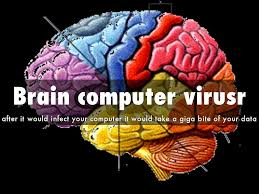 Brain computer virusr
after it would infect your computer it would take a giga bite of your data